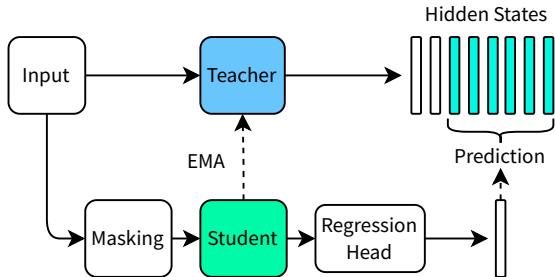 Hidden States
Input
Teacher
EMA
Prediction
Masking
Student
Regression
Head